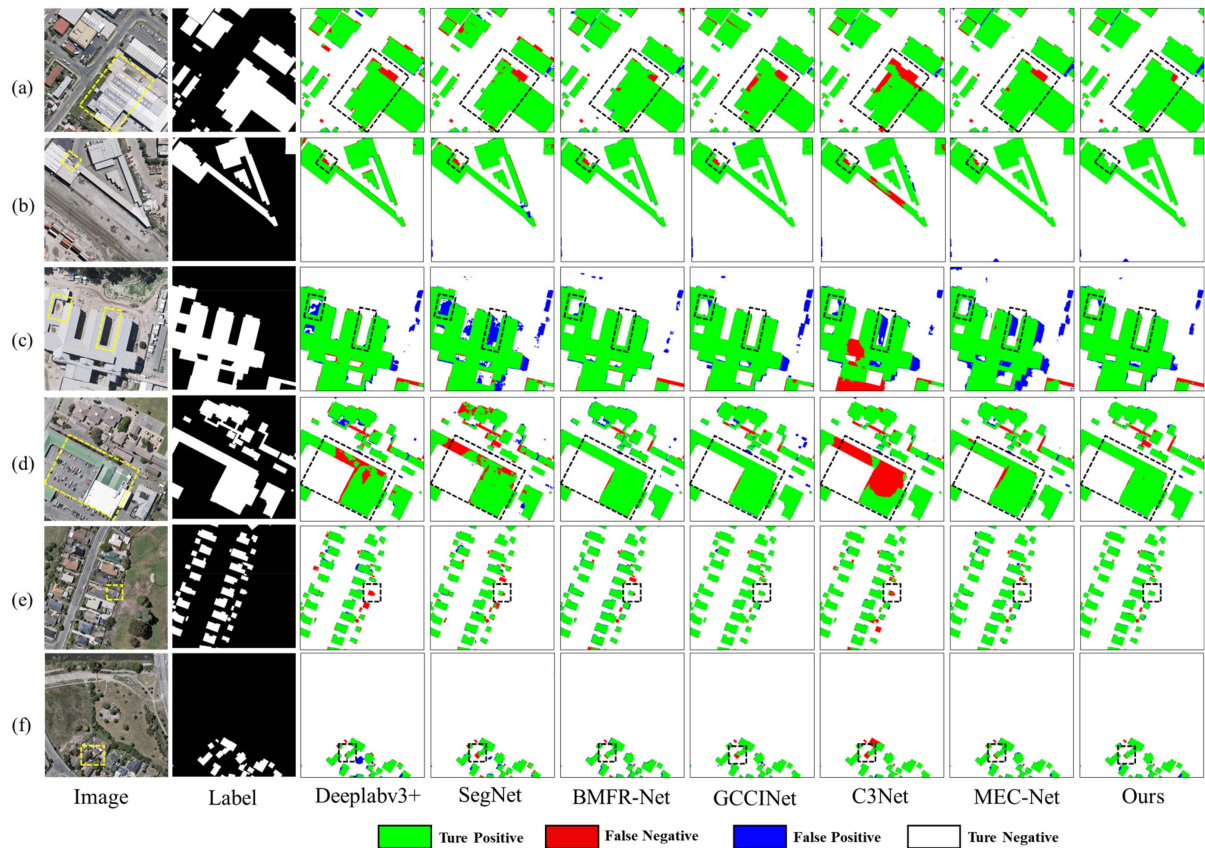 (a)
(b)
(c)
(d)
(e)
(f)
Image Label Deeplabv3+ SegNet BMFR-Net GCCINet C3Net MEC-Net Ours
Ture Positive False Negative False Positive Ture Negative